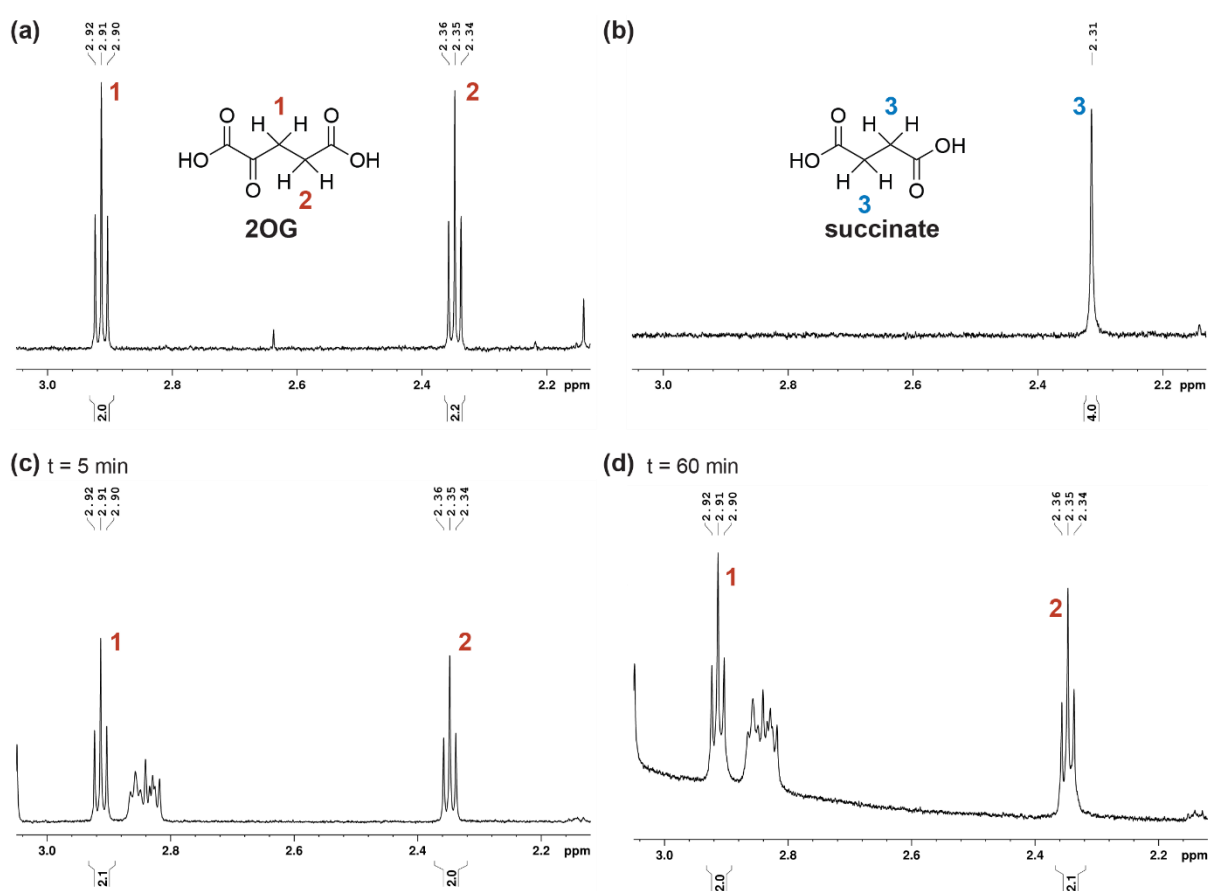 (a)
2.92
2.91
2.90
2.36
2.35
2.34
1
2
1
O
O
H H
HO
OH
O
H H
2
2OG
3.0 2.8 2.6 2.4 2.2 ppm
2.0
2.2
(b)
2.31
3
3
O
H H
OH
HO
H H
O
3
succinate
3.0 2.8 2.6 2.4 2.2 ppm
4.0
(c) t = 5 min
2.92
2.91
2.90
2.36
2.35
2.34
1
2
3.0 2.8 2.6 2.4 2.2 ppm
2.1
2.0
(d) t = 60 min
2.92
2.91
2.90
2.36
2.35
2.34
1
2
3.0 2.8 2.6 2.4 2.2 ppm
2.0
2.1